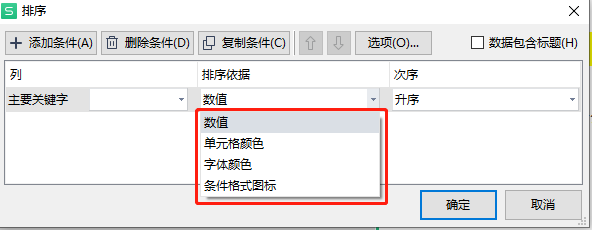 S 排序
添加条件(A) 删除条件(D) 复制条件(C) 选项(O)... 数据包含标题(H)
列 排序依据 次序
主要关键字 数值 升序
数值
单元格颜色
字体颜色
条件格式图标
确定 取消